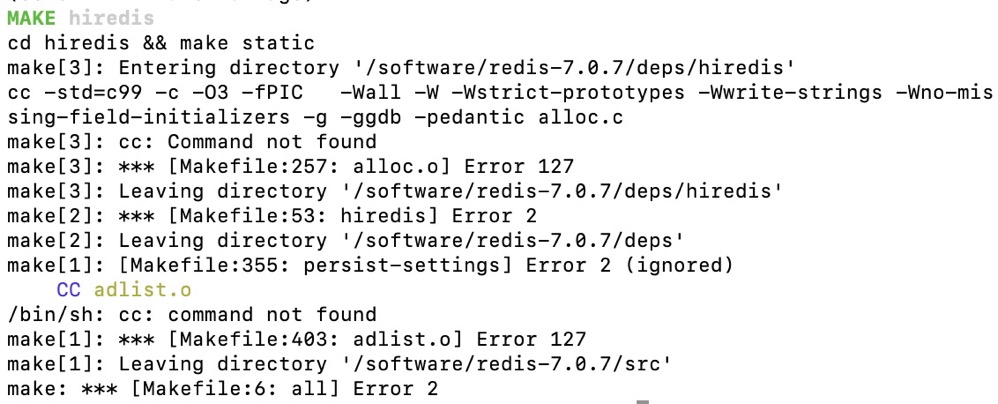 MAKE hiredis
cd hiredis && make static
make[3]: Entering directory '/software/redis-7.0.7/deps/hiredis'
cc -std=c99 -c -O3 -fPIC   -Wall -W -Wstrict-prototypes -Wwrite-strings -Wno-mis
sing-field-initializers -g -ggdb -pedantic alloc.c
make[3]: cc: Command not found
make[3]: *** [Makefile:257: alloc.o] Error 127
make[3]: Leaving directory '/software/redis-7.0.7/deps/hiredis'
make[2]: *** [Makefile:53: hiredis] Error 2
make[2]: Leaving directory '/software/redis-7.0.7/deps'
make[1]: [Makefile:355: persist-settings] Error 2 (ignored)
    CC adlist.o
/bin/sh: cc: command not found
make[1]: *** [Makefile:403: adlist.o] Error 127
make[1]: Leaving directory '/software/redis-7.0.7/src'
make: *** [Makefile:6: all] Error 2